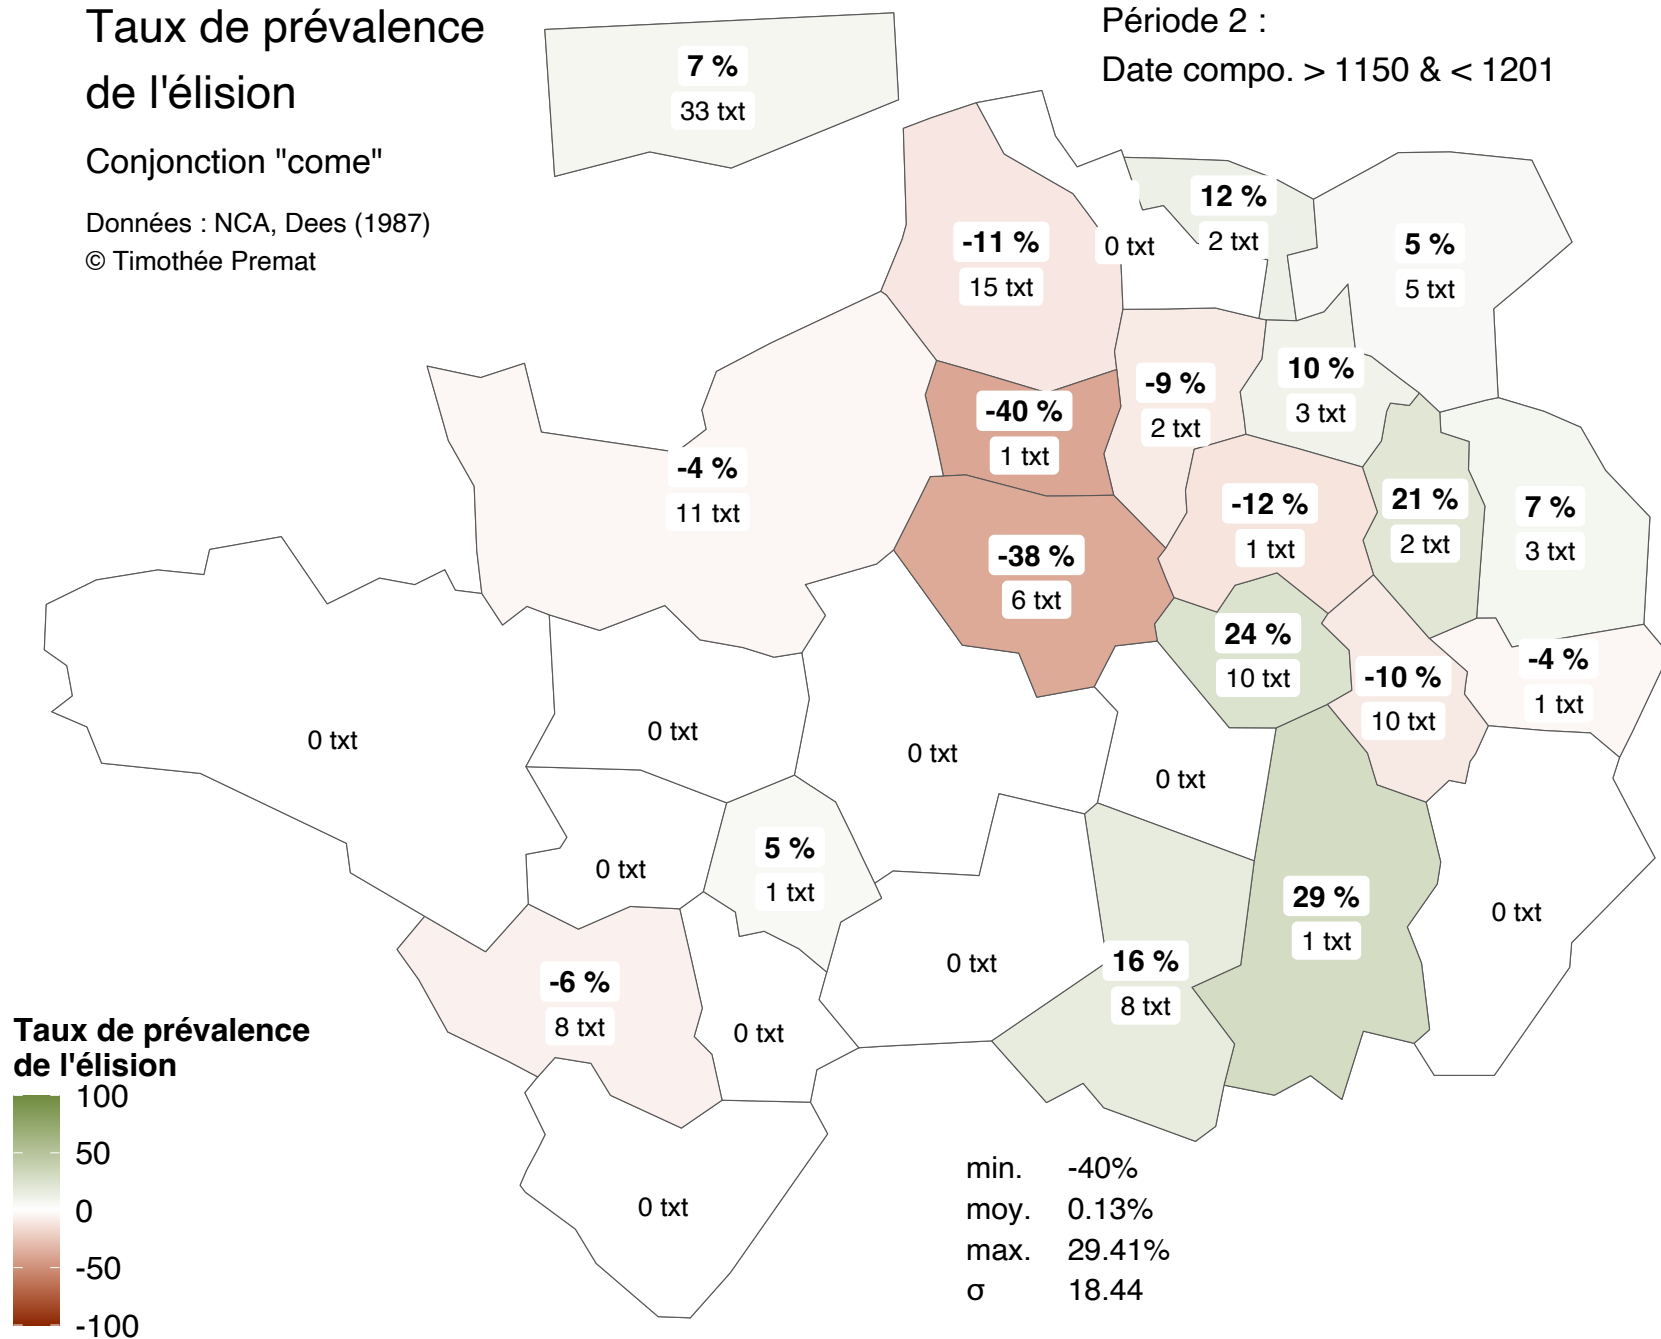 Taux de prévalence
de l'élision
Conjonction "come"
Données : NCA, Dees (1987)
© Timothée Premat
Période 2 :
Date compo. > 1150 & < 1201
7 %
33 txt
12 %
2 txt
-11 %
15 txt
0 txt
5 %
5 txt
10 %
3 txt
-9 %
2 txt
-40 %
1 txt
-4 %
11 txt
-12 %
1 txt
21 %
2 txt
7 %
3 txt
-38 %
6 txt
24 %
10 txt
-10 %
10 txt
-4 %
1 txt
0 txt
0 txt
0 txt
0 txt
0 txt
5 %
1 txt
29 %
1 txt
0 txt
0 txt
16 %
8 txt
-6 %
8 txt
0 txt
0 txt
Taux de prévalence
de l'élision
100
50
0
-50
-100
min. -40%
moy. 0.13%
max. 29.41%
σ 18.44